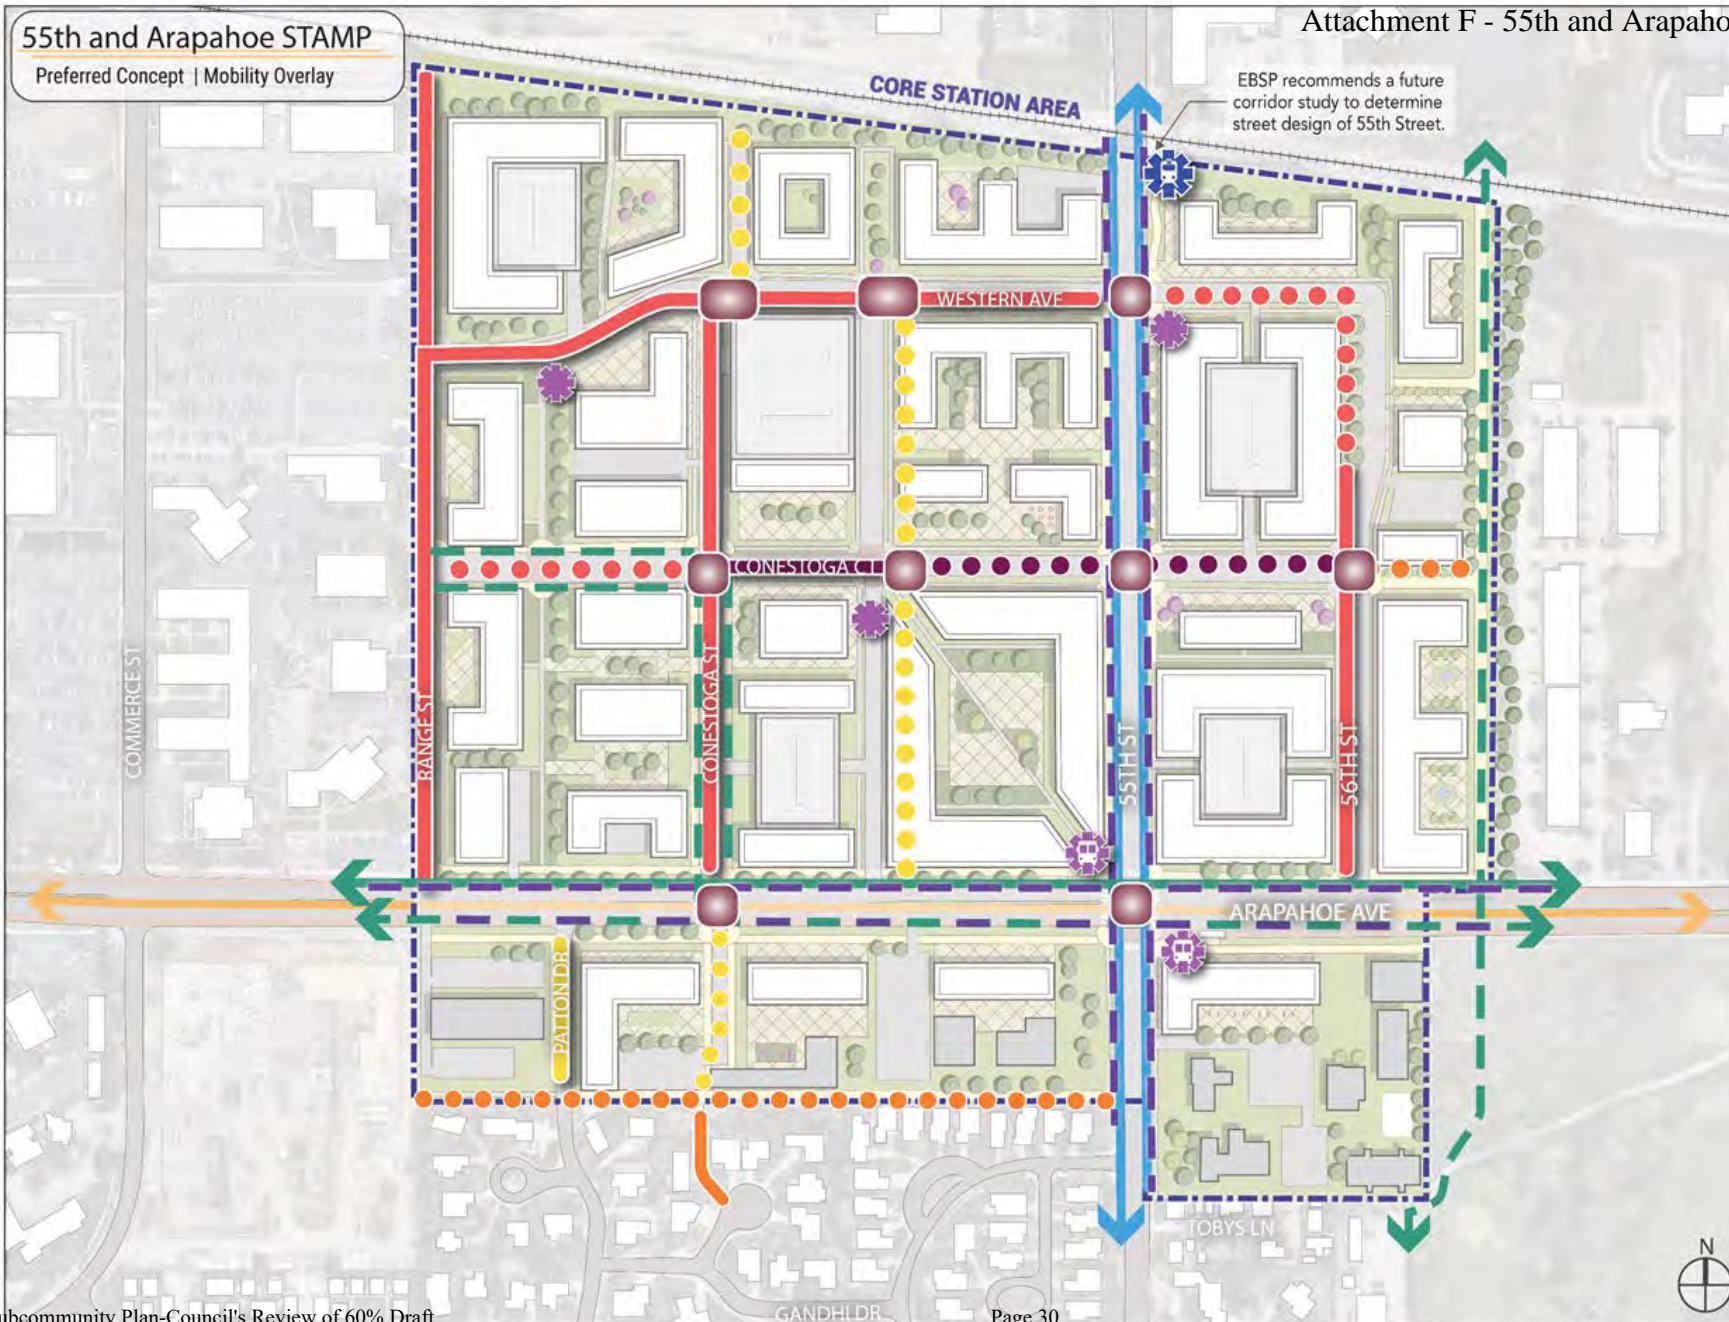 55th and Arapahoe STAMP
Preferred Concept | Mobility Overlay
Attachment F - 55th and Arapaho
CORE STATION AREA
EBSP recommends a future
corridor study to determine
street design of 55th Street.
WESTERN AVE
CONESTOGA CT
COMMERCE ST
RANGE ST
CONESTOGA ST
55TH ST
56TH ST
ARAPAHOE AVE
PATTON DR
TOBYS LN
GANDHI DR
N
ubcommunity Plan-Council's Review of 60% Draft
Page 30